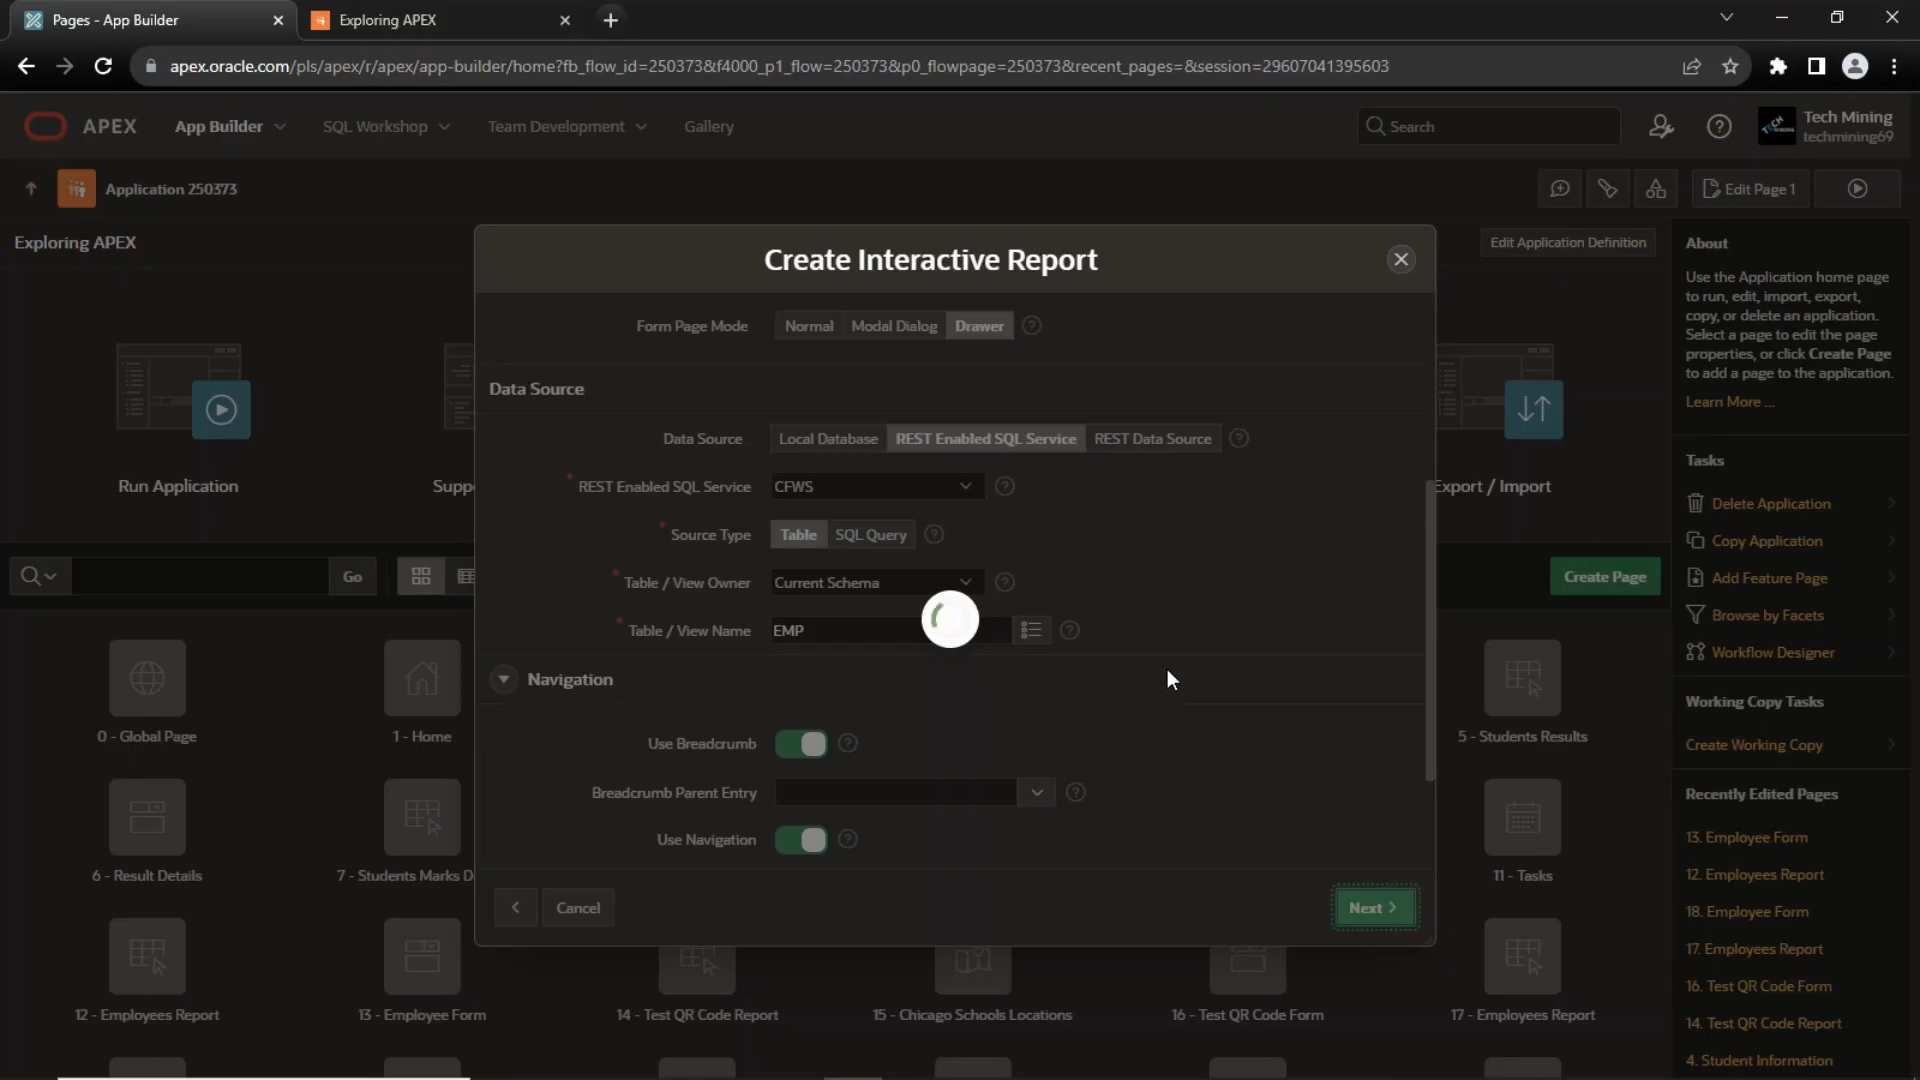 Pages - App Builder
Exploring APEX
apex.oracle.com/pls/apex/r/apex/app-builder/home?fb_flow_id=250373&f4000_p1_flow=250373&p0_flowpage=250373&recent_pages=&session=29607041395603
APEX
App Builder
SQL Workshop
Team Development
Gallery
Search
Tech Mining
techmining69
Application 250373
Edit Page 1
Exploring APEX
Edit Application Definition
Run Application
Supp
Export / Import
Go
Create Page
0 - Global Page
1 - Home
5 - Students Results
6 - Result Details
7 - Students Marks D
11 - Tasks
12 - Employees Report
13 - Employee Form
14 - Test QR Code Report
15 - Chicago Schools Locations
16 - Test QR Code Form
17 - Employees Report
Create Interactive Report
Form Page Mode
Normal
Modal Dialog
Drawer
Data Source
Data Source
Local Database
REST Enabled SQL Service
REST Data Source
* REST Enabled SQL Service
CFWS
* Source Type
Table
SQL Query
* Table / View Owner
Current Schema
* Table / View Name
EMP
Navigation
Use Breadcrumb
Breadcrumb Parent Entry
Use Navigation
Cancel
Next
About
Use the Application home page
to run, edit, import, export,
copy, or delete an application.
Select a page to edit the page
properties, or click Create Page
to add a page to the application.
Learn More ...
Tasks
Delete Application
Copy Application
Add Feature Page
Browse by Facets
Workflow Designer
Working Copy Tasks
Create Working Copy
Recently Edited Pages
13. Employee Form
12. Employees Report
18. Employee Form
17. Employees Report
16. Test QR Code Form
14. Test QR Code Report
4. Student Information